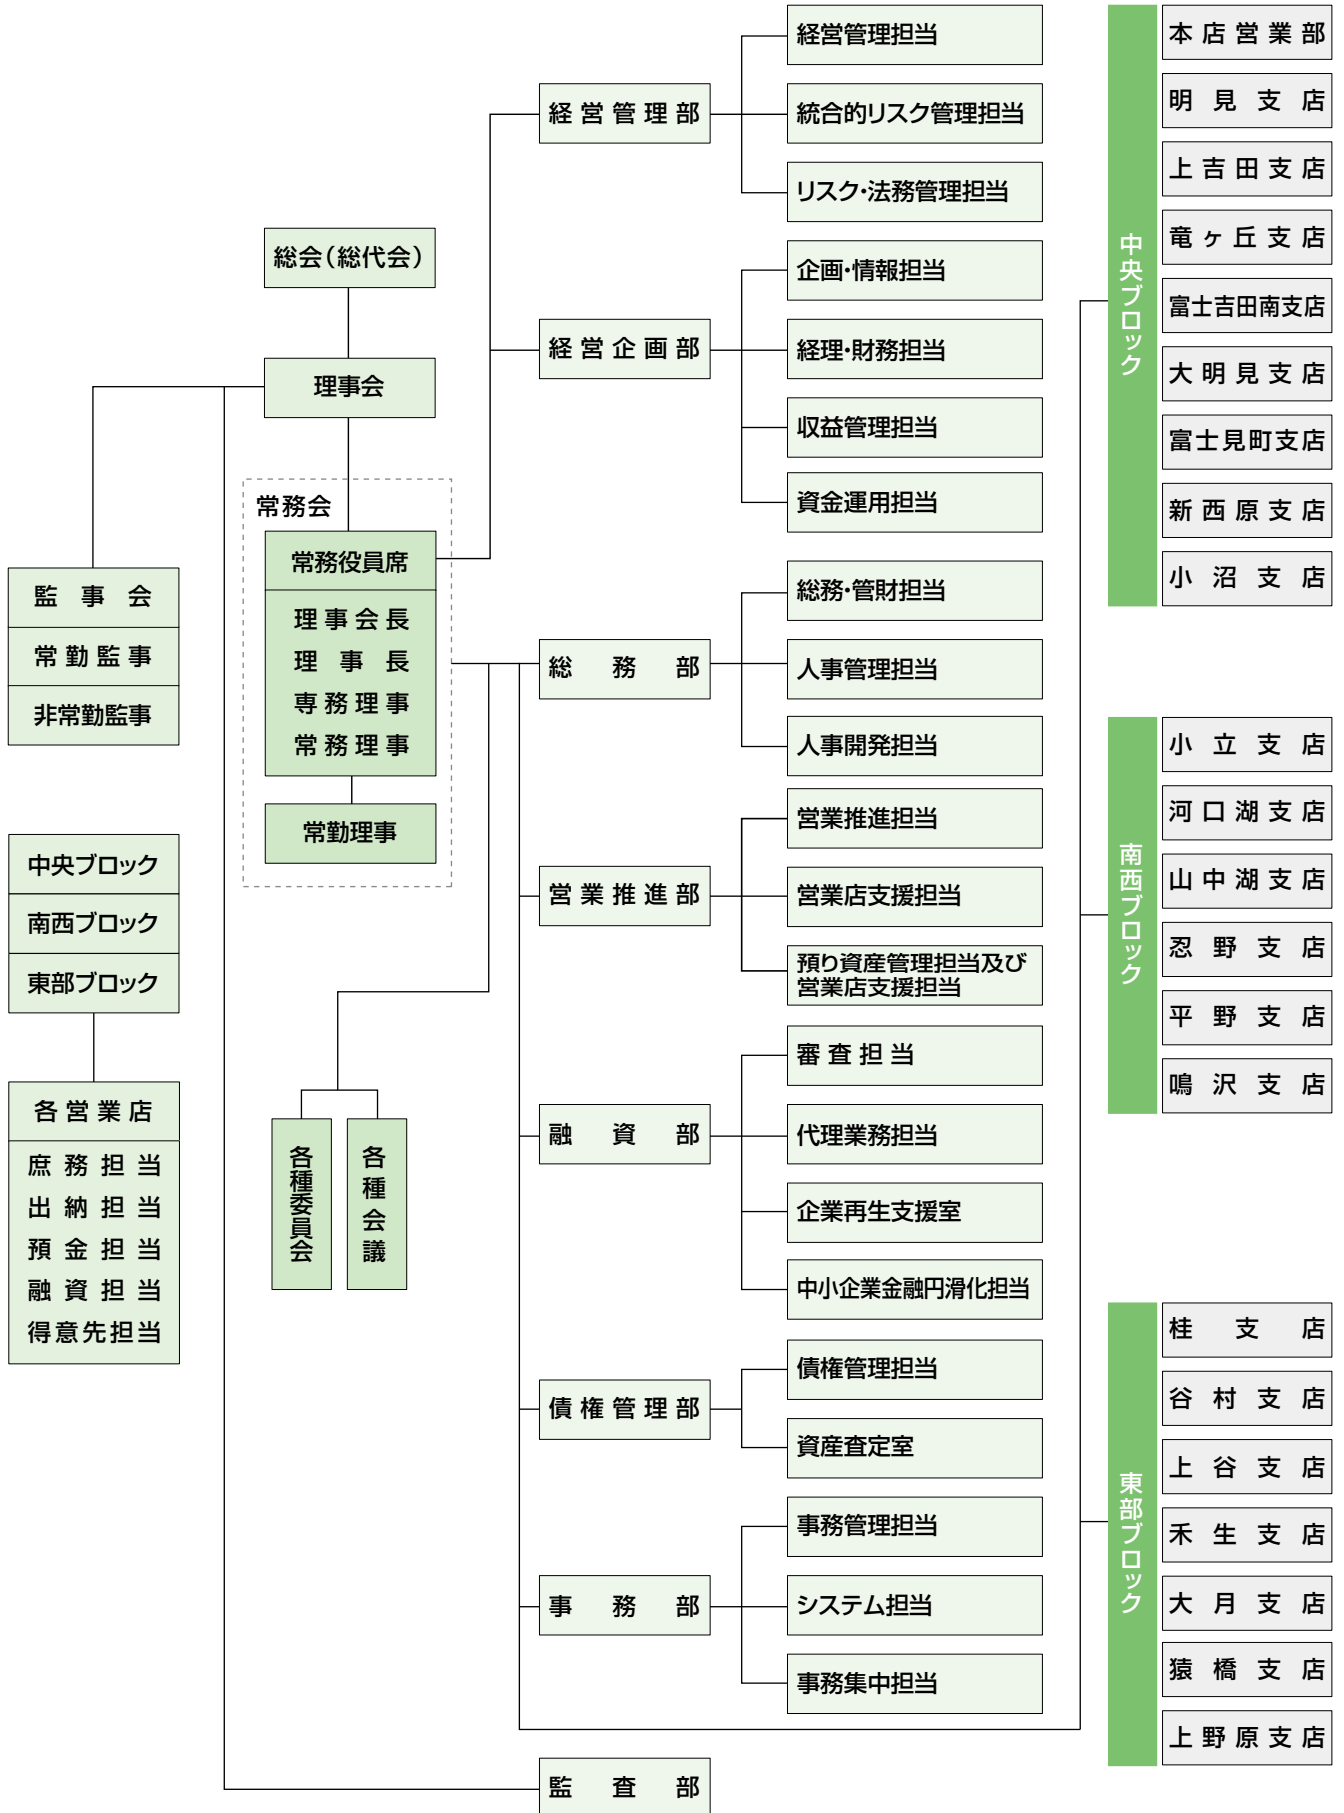 総会(総代会)
理事会
常務会
常務役員席
理事会長
理事長
専務理事
常務理事
常勤理事
監事会
常勤監事
非常勤監事
中央ブロック
南西ブロック
東部ブロック
各営業店
庶務担当
出納担当
預金担当
融資担当
得意先担当
各種委員会
各種会議
経営管理部
経営管理担当
統合的リスク管理担当
リスク・法務管理担当
経営企画部
企画・情報担当
経理・財務担当
収益管理担当
資金運用担当
総務部
総務・管財担当
人事管理担当
人事開発担当
営業推進部
営業推進担当
営業店支援担当
預り資産管理担当及び
営業店支援担当
融資部
審査担当
代理業務担当
企業再生支援室
中小企業金融円滑化担当
債権管理部
債権管理担当
資産査定室
事務部
事務管理担当
システム担当
事務集中担当
監査部
中央ブロック
本店営業部
明見支店
上吉田支店
竜ヶ丘支店
富士吉田南支店
大明見支店
富士見町支店
新西原支店
小沼支店
南西ブロック
小立支店
河口湖支店
山中湖支店
忍野支店
平野支店
鳴沢支店
東部ブロック
桂支店
谷村支店
上谷支店
禾生支店
大月支店
猿橋支店
上野原支店